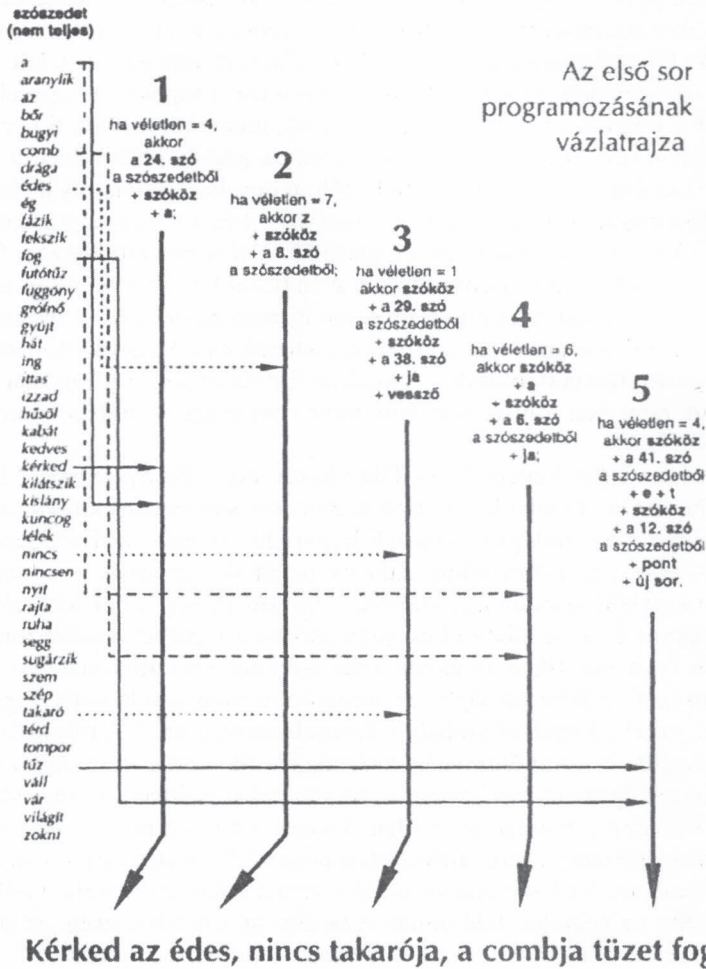 szószedet
(nem teljes)
a
aranylik
az
bőr
bugyi
comb
drága
édes
ég
fázik
fekszik
fog
futótűz
függöny
grófnő
gyújt
hát
ing
ittas
izzad
hűsöl
kabát
kedves
kérked
kilátszik
kislány
kuncog
lélek
nincs
nincsen
nyit
rajta
ruha
segg
sugárzik
szem
szép
takaró
térd
tompor
tűz
váll
vár
világít
zokni
Az első sor
programozásának
vázlatrajza
1
ha véletlen = 4,
akkor
a 24. szó
a szószedetből
+ szóköz
+ a;
2
ha véletlen = 7,
akkor z
+ szóköz
+ a 8. szó
a szószedetből;
3
ha véletlen = 1
akkor szóköz
+ a 29. szó
a szószedetből
+ szóköz
+ a 38. szó
+ ja
+ vessző
4
ha véletlen = 6,
akkor szóköz
+ a
+ szóköz
+ a 6. szó
a szószedetből
+ ja;
5
ha véletlen = 4,
akkor szóköz
+ a 41. szó
a szószedetből
+ e + t
+ szóköz
+ a 12. szó
a szószedetből
+ pont
+ új sor.
Kérked az édes, nincs takarója, a combja tüzet fog